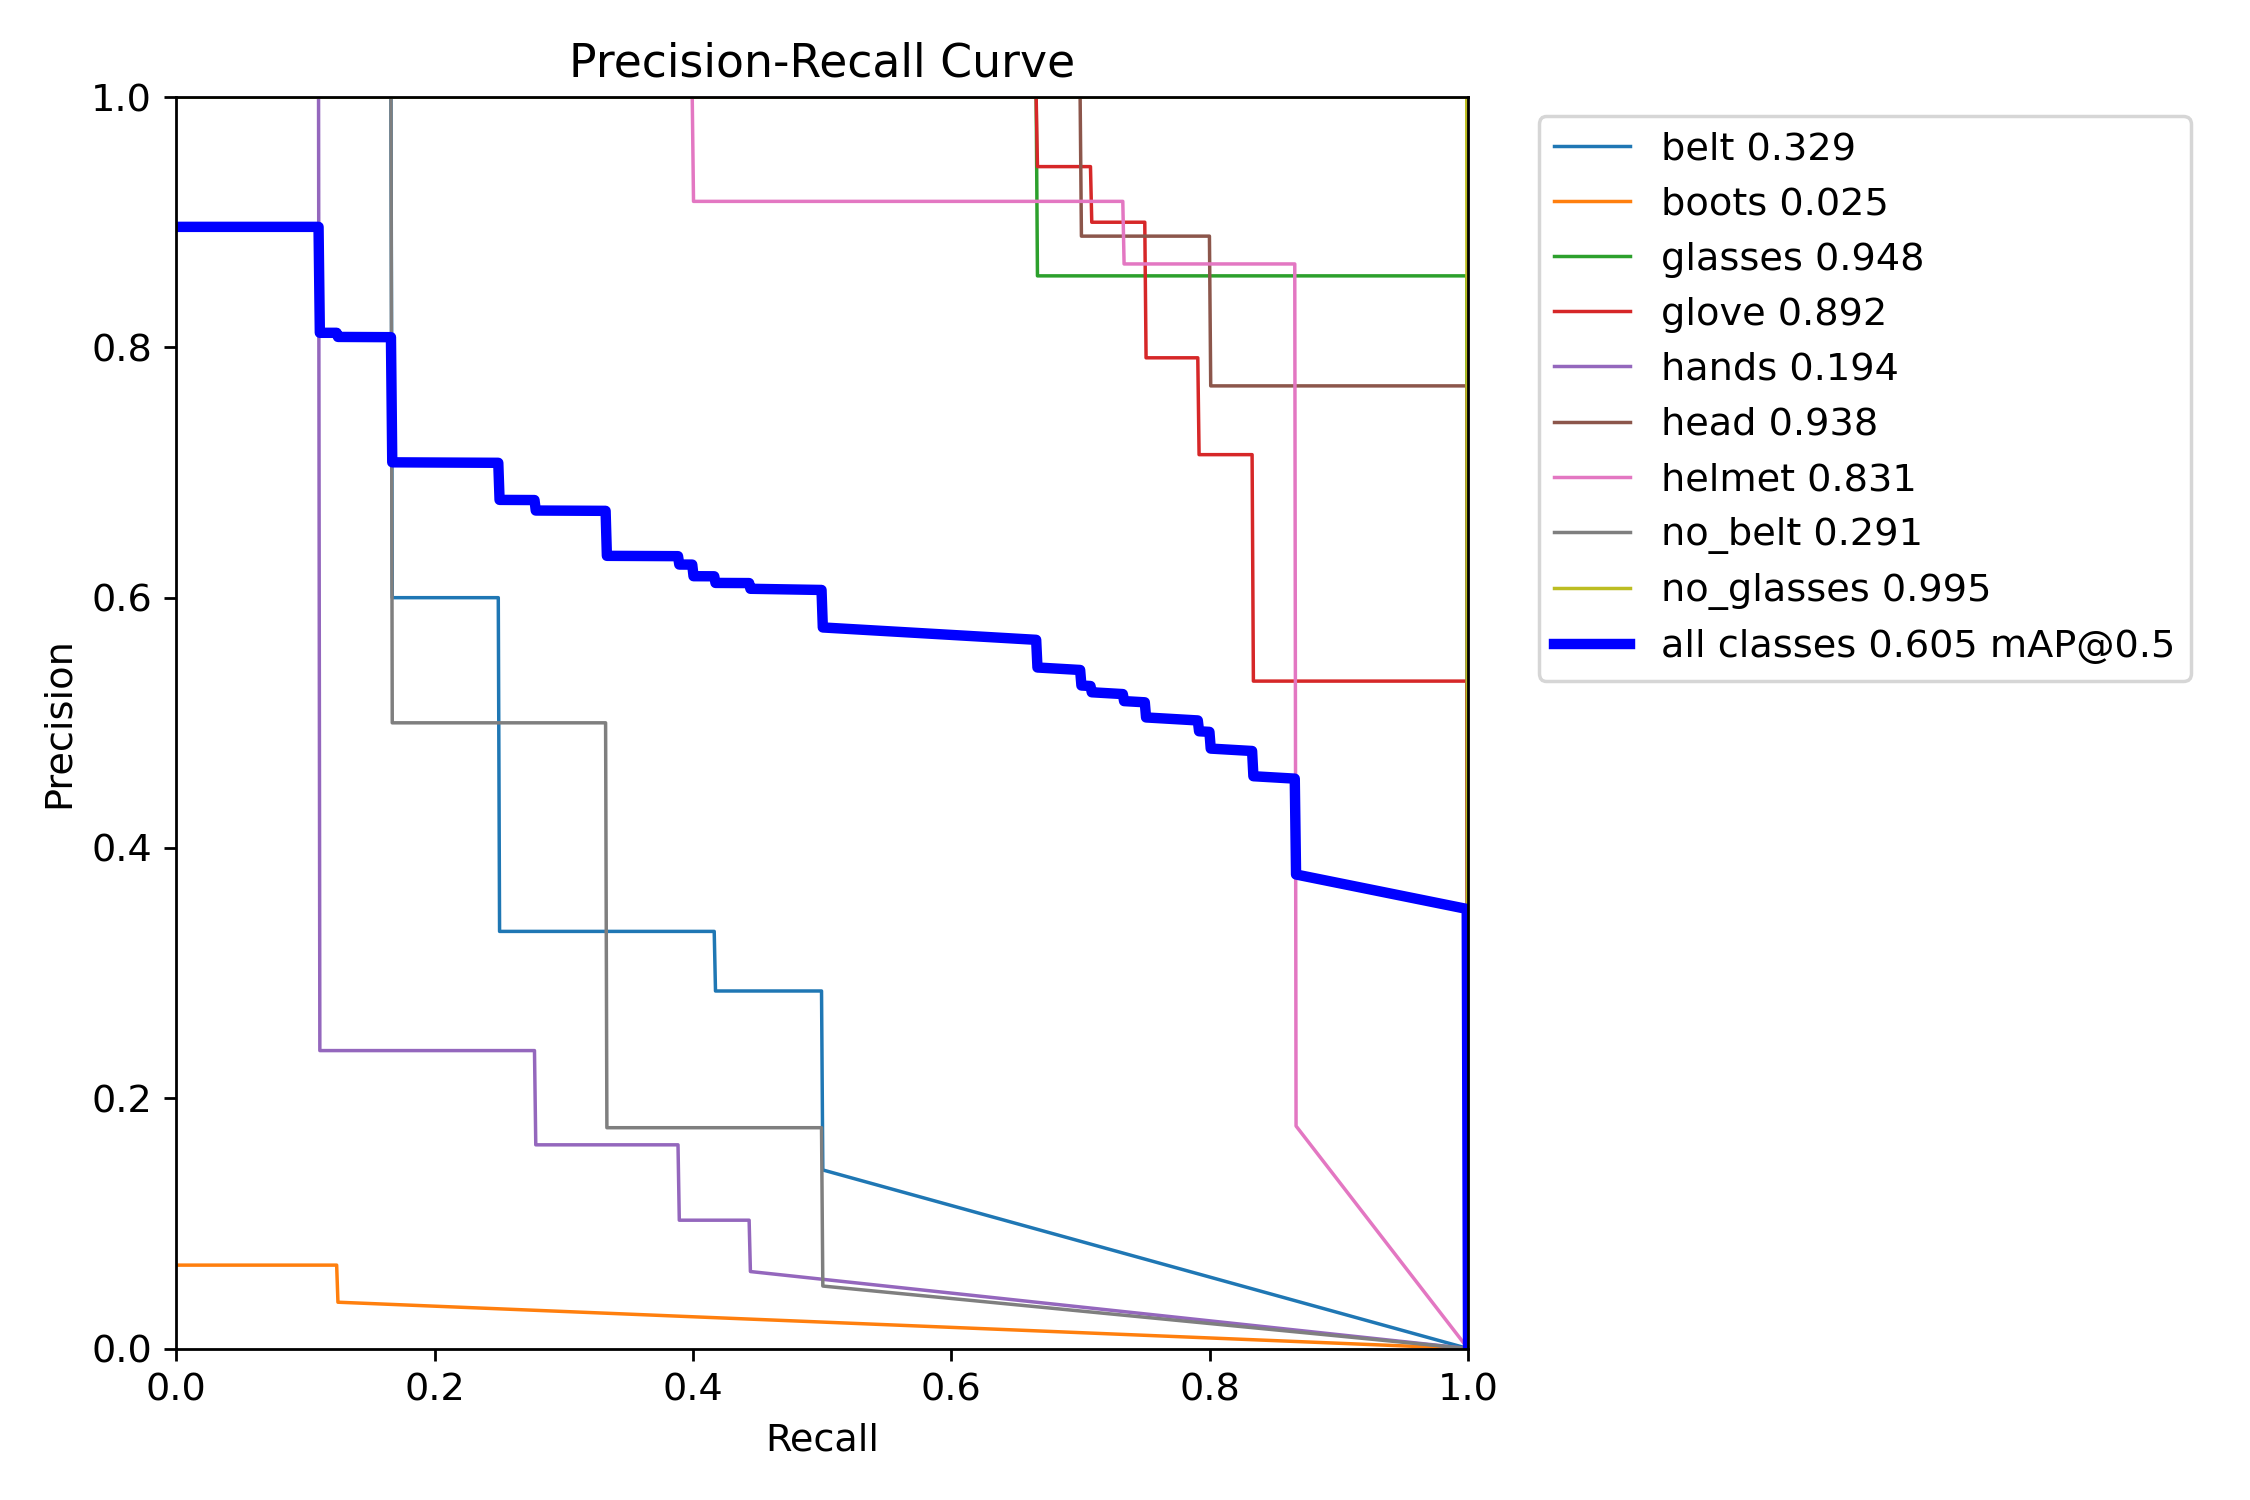 Precision-Recall Curve
1.0
0.8
0.6
0.4
0.2
0.0
Precision
0.0 0.2 0.4 0.6 0.8 1.0
Recall
belt 0.329
boots 0.025
glasses 0.948
glove 0.892
hands 0.194
head 0.938
helmet 0.831
no_belt 0.291
no_glasses 0.995
all classes 0.605 mAP@0.5